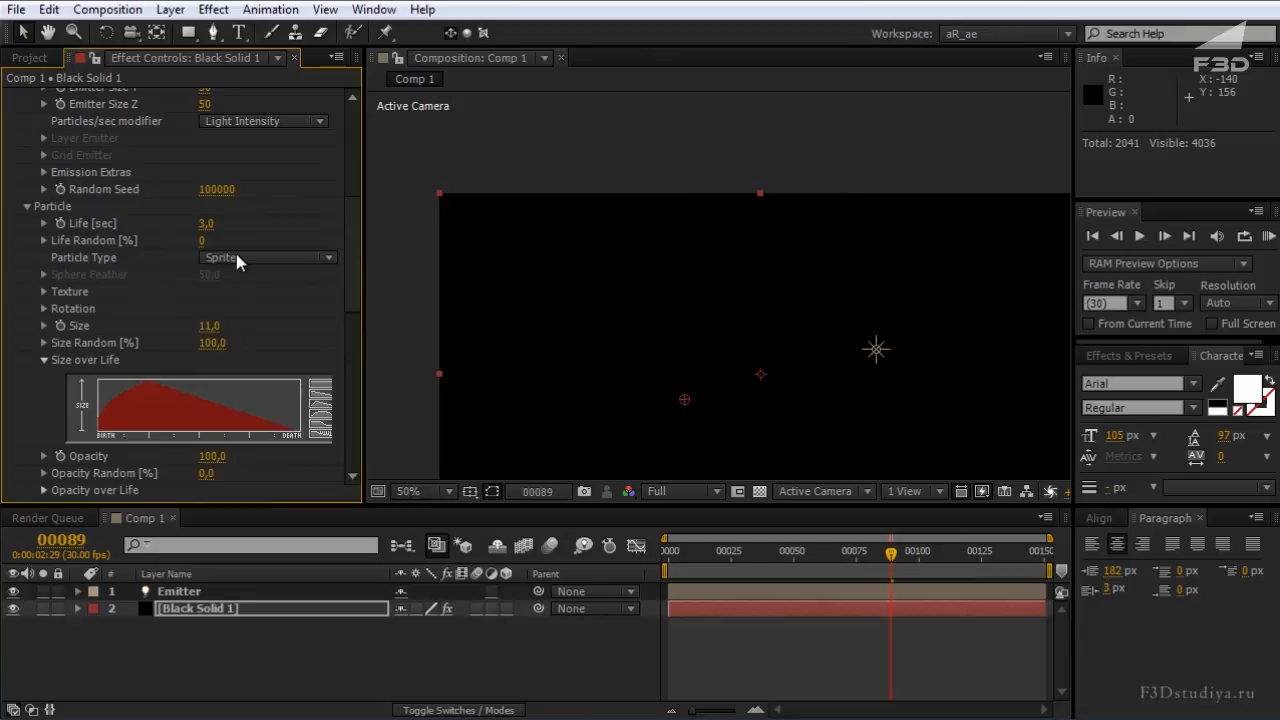 File Edit Composition Layer Effect Animation View Window Help
Workspace: aR_ae Search Help
F3D
Project Effect Controls: Black Solid 1 Composition: Comp 1 Info
Comp 1 • Black Solid 1 Comp 1
R: X: -140
G: Y: 156
B:
A: 0
Active Camera
Emitter Size Y 50
Emitter Size Z 50
Particles/sec modifier Light Intensity
Layer Emitter
Grid Emitter
Emission Extras
Random Seed 100000
Particle
Life [sec] 3,0
Life Random [%] 0
Particle Type Sprite
Sphere Feather 50,0
Texture
Rotation
Size 11,0
Size Random [%] 100,0
Size over Life
SIZE
BIRTH DEATH
Opacity 100,0
Opacity Random [%] 0,0
Opacity over Life
Total: 2041 Visible: 4036
Preview
RAM Preview Options
Frame Rate Skip Resolution
(30) 1 Auto
From Current Time Full Screen
Effects & Presets Characte
Arial
Regular
105 px 97 px
Metrics 0
- px
50% 00089 Full Active Camera 1 View
Render Queue Comp 1
00089
0:00:02:29 (30.00 fps)
0000 00025 00050 00075 00100 00125 0015
# Layer Name Parent
1 Emitter None
2 [Black Solid 1] None
Toggle Switches / Modes
Align Paragraph
182 px 0 px 0 px
3 px 0 px
F3Dstudiya.ru